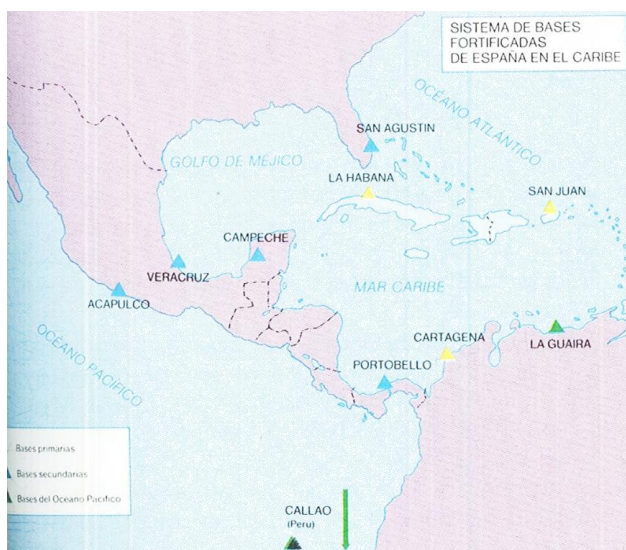 SISTEMA DE BASES
FORTIFICADAS
DE ESPAÑA EN EL CARIBE
OCÉANO ATLÁNTICO
SAN AGUSTIN
GOLFO DE MÉJICO
LA HABANA
SAN JUAN
CAMPECHE
VERACRUZ
MAR CARIBE
ACAPULCO
OCÉANO PACÍFICO
CARTAGENA
LA GUAIRA
PORTOBELLO
Bases primarias
Bases secundarias
Bases del Oceano Pacifico
CALLAO
(Peru)